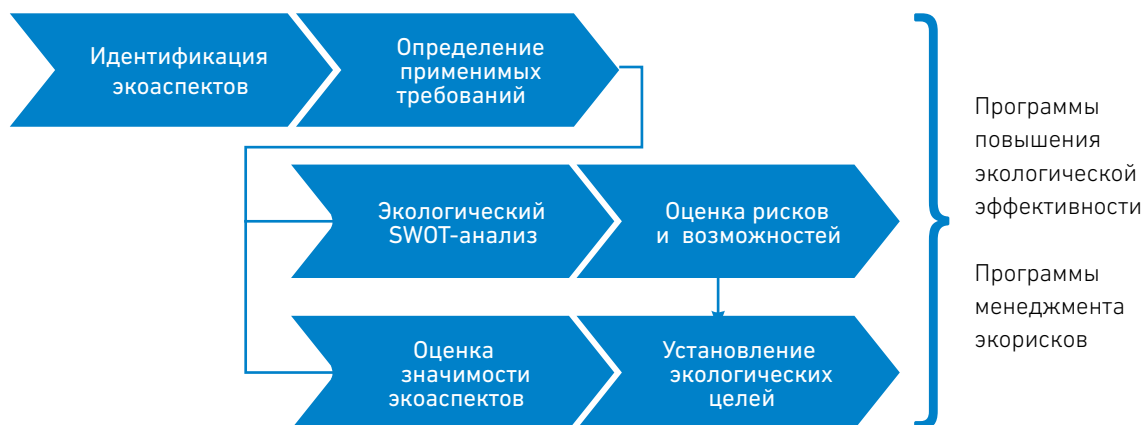 Идентификация
экоаспектов
Определение
применимых
требований
Экологический
SWOT-анализ
Оценка рисков
и возможностей
Оценка
значимости
экоаспектов
Установление
экологических
целей
Программы
повышения
экологической
эффективности
Программы
менеджмента
экорисков